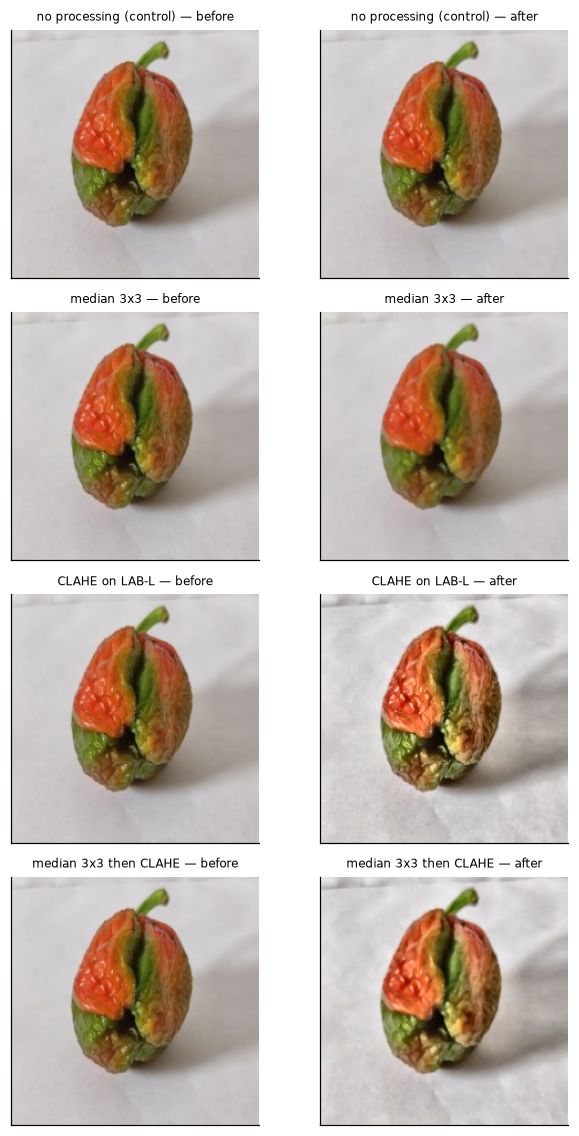 no processing (control) — before
no processing (control) — after
median 3x3 — before
median 3x3 — after
CLAHE on LAB-L — before
CLAHE on LAB-L — after
median 3x3 then CLAHE — before
median 3x3 then CLAHE — after